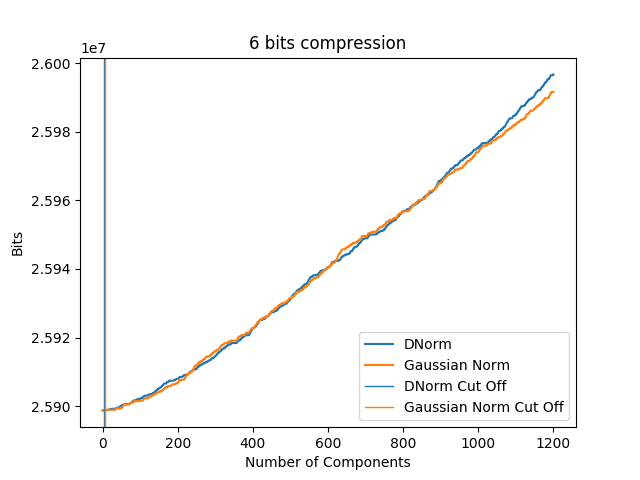 6 bits compression
1e7
2.600
2.598
2.596
2.594
2.592
2.590
Bits
0 200 400 600 800 1000 1200
Number of Components
DNorm
Gaussian Norm
DNorm Cut Off
Gaussian Norm Cut Off